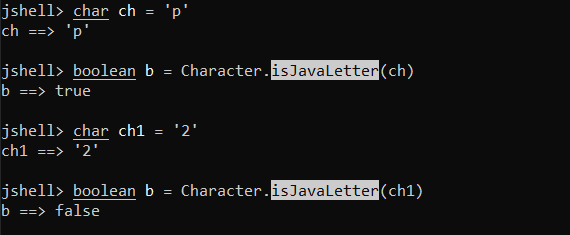 jshell> char ch = 'p'
ch ==> 'p'
jshell> boolean b = Character.isJavaLetter(ch)
b ==> true
jshell> char ch1 = '2'
ch1 ==> '2'
jshell> boolean b = Character.isJavaLetter(ch1)
b ==> false